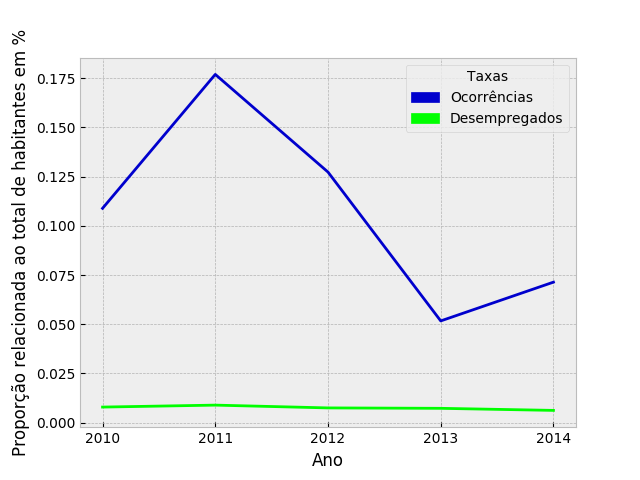 Proporção relacionada ao total de habitantes em %
0.175
0.150
0.125
0.100
0.075
0.050
0.025
0.000
Taxas
Ocorrências
Desempregados
2010 2011 2012 2013 2014
Ano